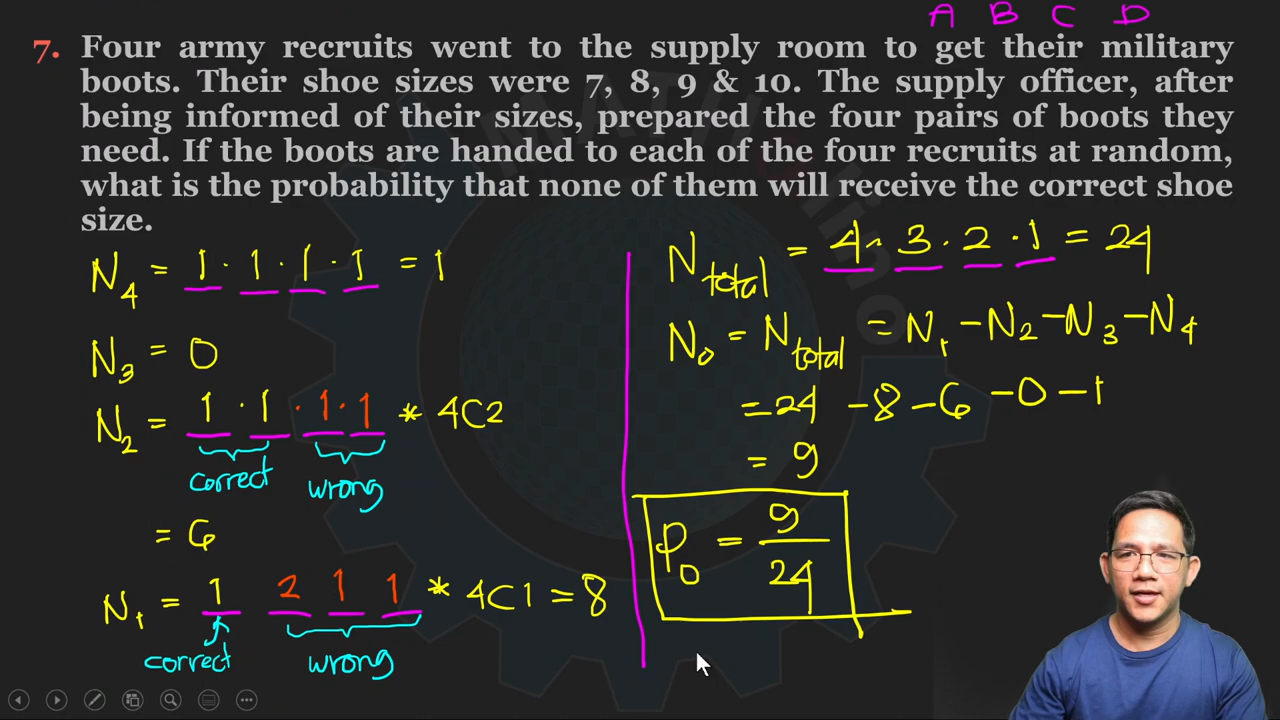 A B C D
7. Four army recruits went to the supply room to get their military
boots. Their shoe sizes were 7, 8, 9 & 10. The supply officer, after
being informed of their sizes, prepared the four pairs of boots they
need. If the boots are handed to each of the four recruits at random,
what is the probability that none of them will receive the correct shoe
size.
N4 = 1 · 1 · 1 · 1 = 1
N3 = 0
N2 = 1 · 1 · 1 · 1 * 4C2
correct wrong
= 6
N1 = 1 2 1 1 * 4C1 = 8
correct wrong
Ntotal = 4 · 3 · 2 · 1 = 24
N0 = Ntotal = N1 - N2 - N3 - N4
= 24 - 8 - 6 - 0 - 1
= 9
P0 = 9/24